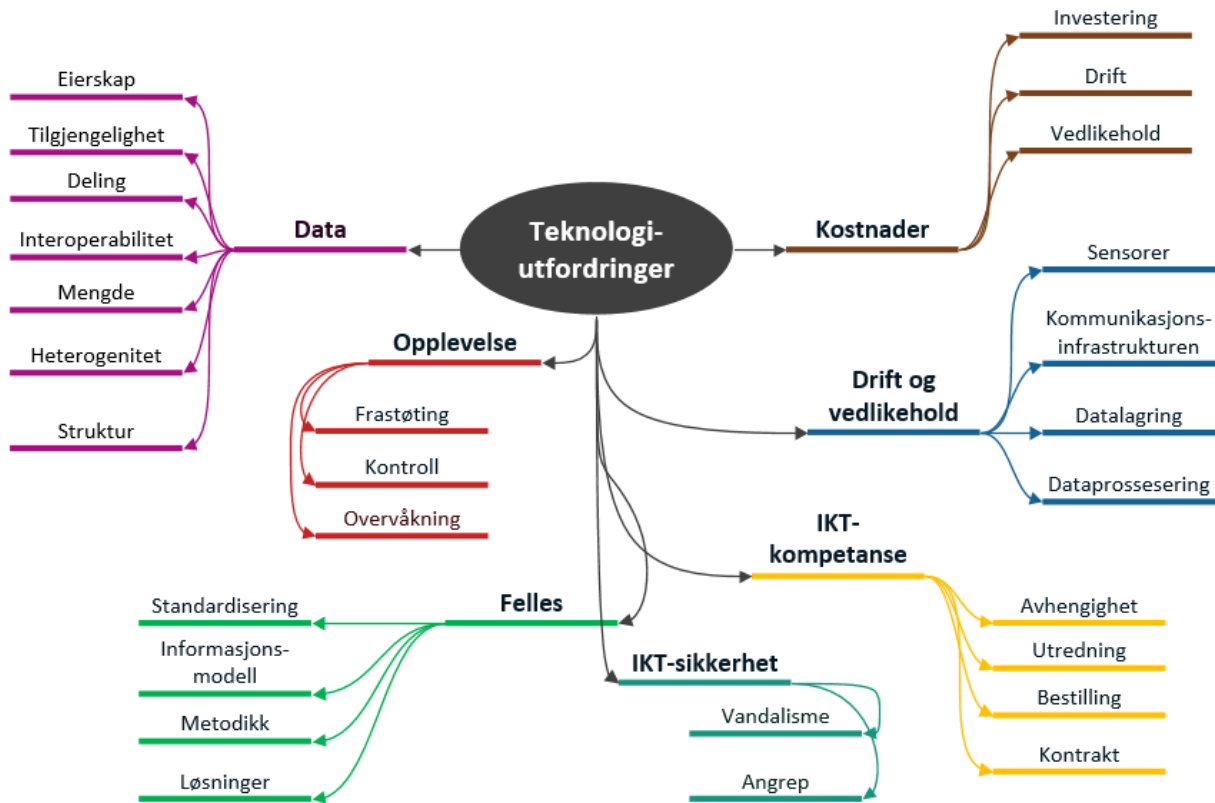 Teknologi-
utfordringer
Data
Eierskap
Tilgjengelighet
Deling
Interoperabilitet
Mengde
Heterogenitet
Struktur
Kostnader
Investering
Drift
Vedlikehold
Opplevelse
Frastøting
Kontroll
Overvåkning
Drift og
vedlikehold
Sensorer
Kommunikasjons-
infrastrukturen
Datalagring
Dataprossesering
IKT-
kompetanse
Avhengighet
Utredning
Bestilling
Kontrakt
Felles
Standardisering
Informasjons-
modell
Metodikk
Løsninger
IKT-sikkerhet
Vandalisme
Angrep